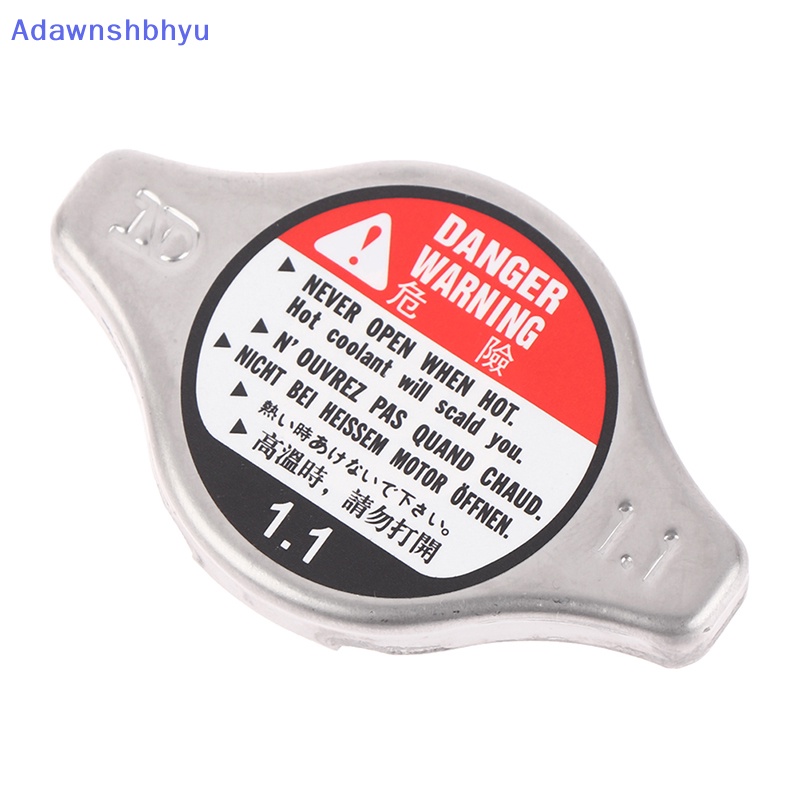 Adawnshbhyu
DANGER
WARNING
危險
NEVER OPEN WHEN HOT.
Hot coolant will scald you.
N'OUVREZ PAS QUAND CHAUD.
NICHT BEI HEISSEN MOTOR ÖFFNEN.
熱い時あけないで下さい。
高溫時，請勿打開
1.1
1.1